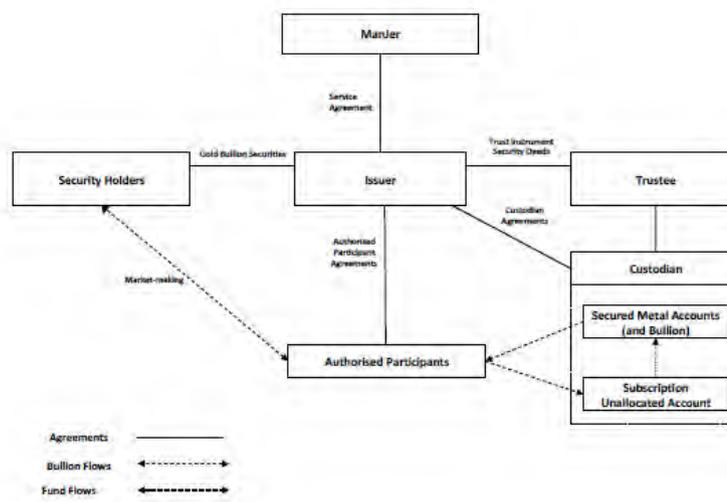 ManJer
Service
Agreement
Gold Bullion Securities
Trust Instrument
Security Deeds
Security Holders
Issuer
Trustee
Custodian
Agreements
Authorised
Participant
Agreements
Custodian
Market-making
Secured Metal Accounts
(and Bullion)
Authorised Participants
Subscription
Unallocated Account
Agreements
Bullion Flows
Fund Flows